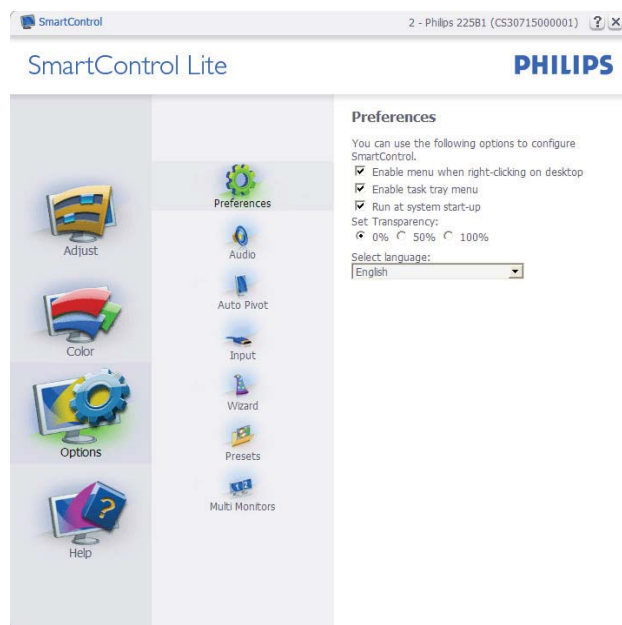 SmartControl
2 - Philips 225B1 (CS30715000001)
?
X
SmartControl Lite
PHILIPS
Adjust
Color
Options
?
Help
Preferences
Audio
Auto Pivot
Input
Wizard
Presets
1 2
Multi Monitors
Preferences
You can use the following options to configure
SmartControl.
Enable menu when right-clicking on desktop
Enable task tray menu
Run at system start-up
Set Transparency:
0% 50% 100%
Select language:
English